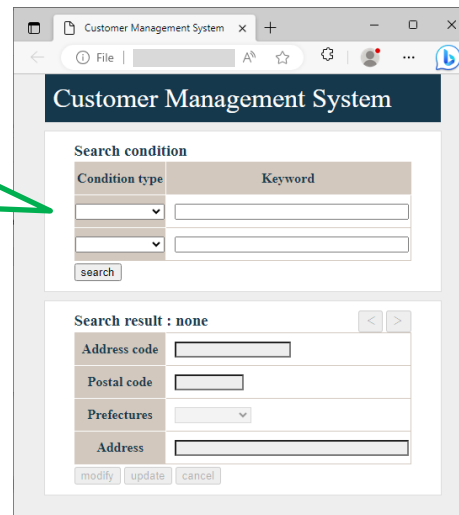 Customer Management System
File
Customer Management System
Search condition
Condition type Keyword
search
Search result : none < >
Address code
Postal code
Prefectures
Address
modify update cancel